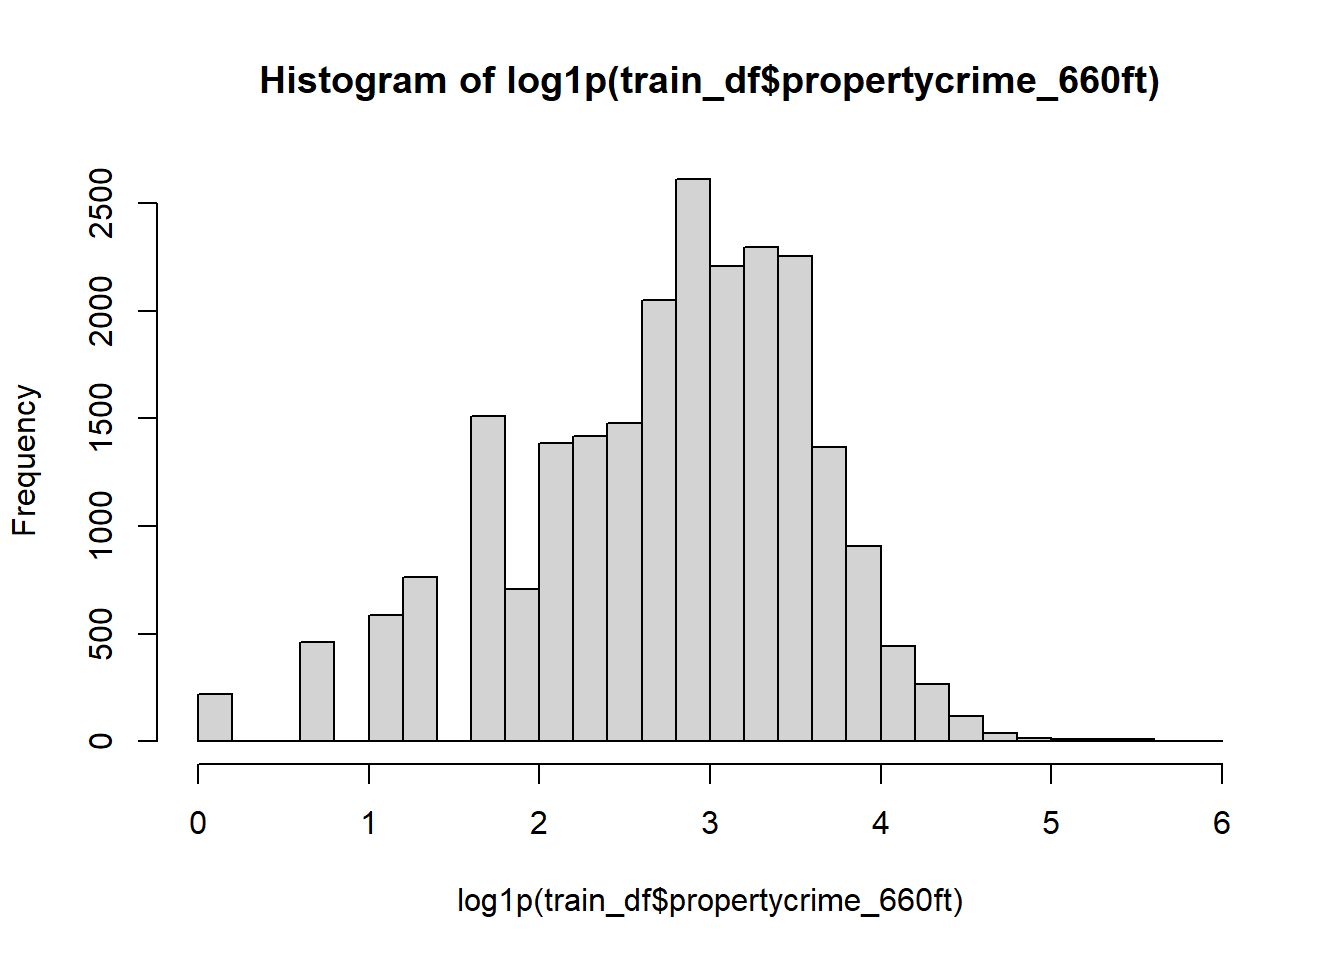 Histogram of log1p(train_df$propertycrime_660ft)
Frequency
2500
2000
1500
1000
500
0
0 1 2 3 4 5 6
log1p(train_df$propertycrime_660ft)